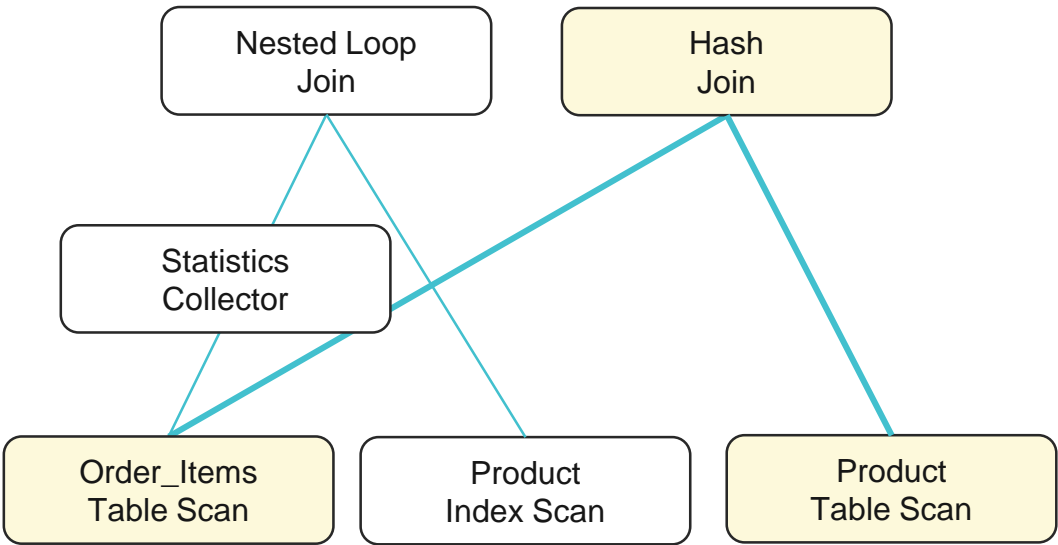 Nested Loop
Join
Hash
Join
Statistics
Collector
Order_Items
Table Scan
Product
Index Scan
Product
Table Scan